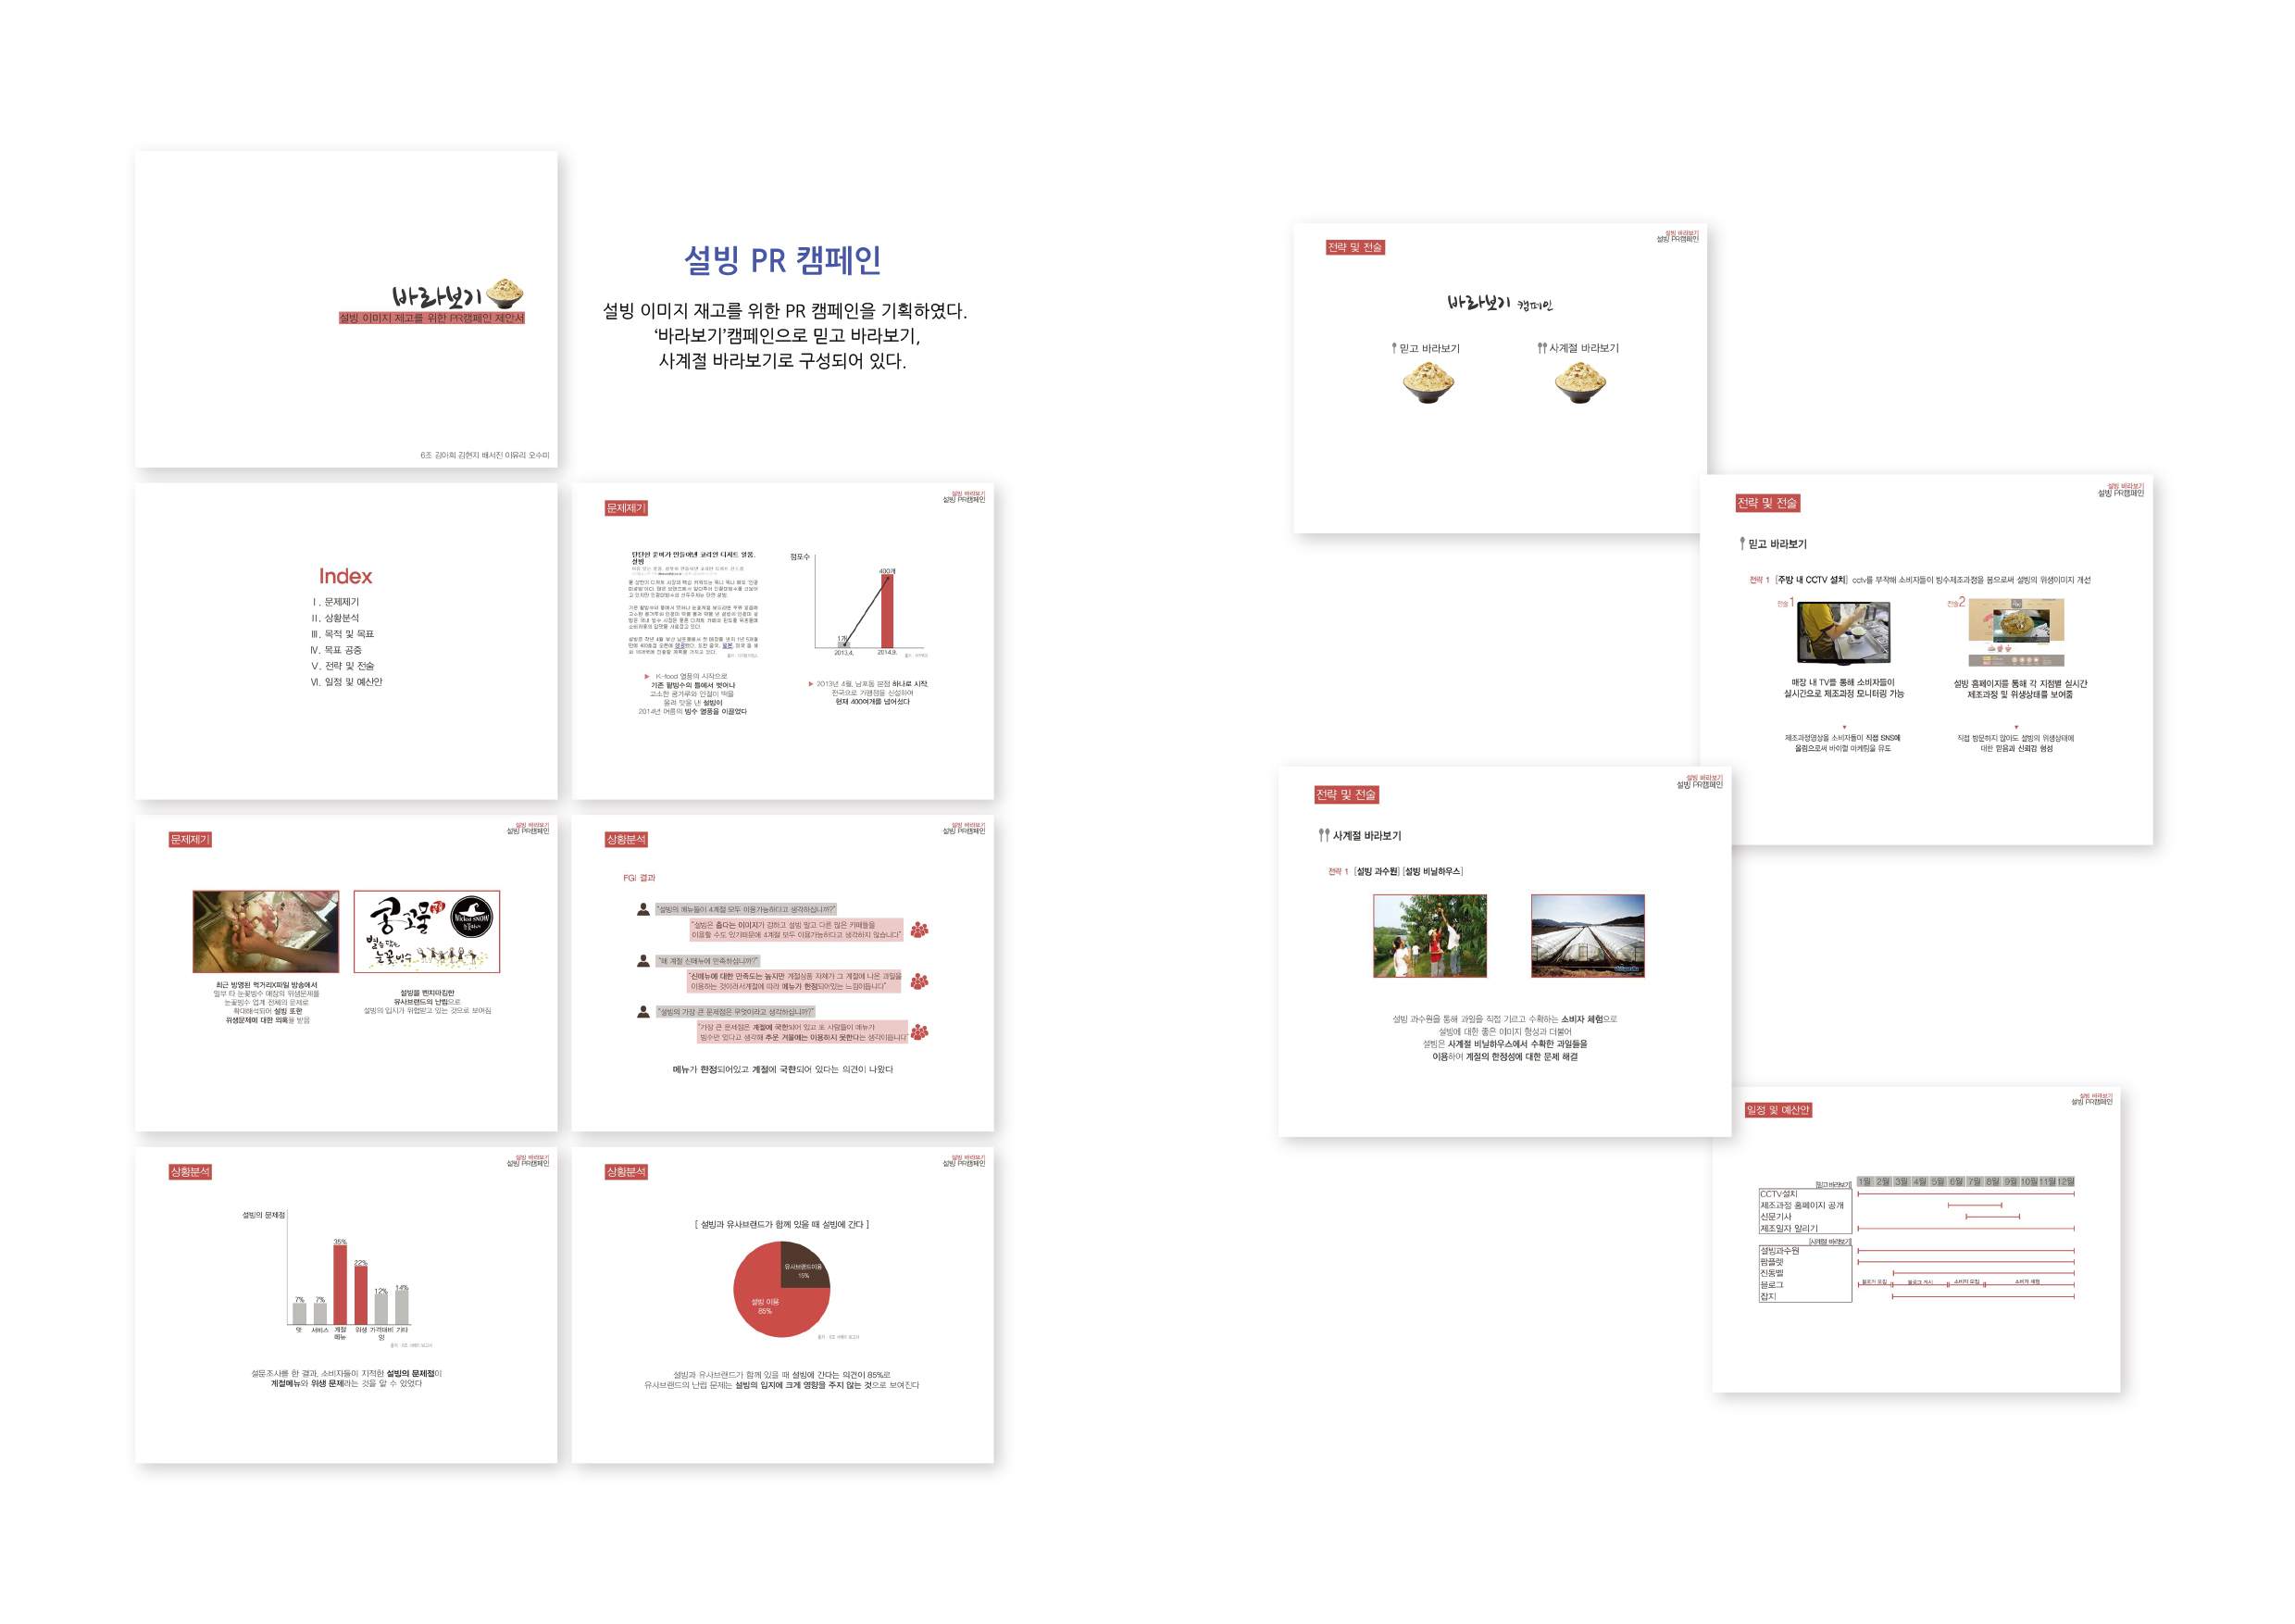 바라보기
설빙 이미지 재고를 위한 PR캠페인 제안서
6조 김아희 김현지 배서진 이유리 오수미
설빙 PR 캠페인
설빙 이미지 재고를 위한 PR 캠페인을 기획하였다.
‘바라보기’캠페인으로 믿고 바라보기,
사계절 바라보기로 구성되어 있다.
Index
Ⅰ. 문제제기
Ⅱ. 상황분석
Ⅲ. 목적 및 목표
Ⅳ. 목표 공중
Ⅴ. 전략 및 전술
Ⅵ. 일정 및 예산안
설빙 바라보기
설빙 PR캠페인
문제제기
점포수
400개
1개
2013.4.
2014.9.
▶ K-food 열풍의 시작으로
기존 팥빙수의 틀에서 벗어나
고소한 콩가루와 인절미 떡을
올려 맛을 낸 설빙이
2014년 여름의 빙수 열풍을 이끌었다
▶ 2013년 4월, 남포동 본점 하나로 시작,
전국으로 가맹점을 신설하여
현재 400여개를 넘어섰다
설빙 바라보기
설빙 PR캠페인
문제제기
콩고물
눈꽃빙수
최근 방영된 먹거리X파일 방송에서
일부 타 눈꽃빙수 매장의 위생문제를
눈꽃빙수 업계 전체의 문제로
확대해석되어 설빙 또한
위생문제에 대한 의혹을 받음
설빙을 벤치마킹한
유사브랜드의 난립으로
설빙의 입지가 위협받고 있는 것으로 보여짐
설빙 바라보기
설빙 PR캠페인
상황분석
FGI 결과
"설빙의 메뉴들이 4계절 모두 이용가능하다고 생각하십니까?"
"설빙은 춥다는 이미지가 강하고 설빙 말고 다른 많은 카페들을
이용할 수도 있기때문에 4계절 모두 이용가능하다고 생각하지 않습니다"
"매 계절 신메뉴에 만족하십니까?"
"신메뉴에 대한 만족도는 높지만 계절상품 자체가 그 계절에 나온 과일을
이용하는 것이라서계절에 따라 메뉴가 한정되어있는 느낌이듭니다"
"설빙의 가장 큰 문제점은 무엇이라고 생각하십니까?"
"가장 큰 문제점은 계절에 국한되어 있고 또 사람들이 메뉴가
빙수만 있다고 생각해 추운 겨울에는 이용하지 못한다는 생각이듭니다"
메뉴가 한정되어있고 계절에 국한되어 있다는 의견이 나왔다
설빙 바라보기
설빙 PR캠페인
상황분석
설빙의 문제점
7% 7% 35% 22% 12% 14%
맛 서비스 계절메뉴 위생 가격대비 양 기타
설문조사를 한 결과, 소비자들이 지적한 설빙의 문제점이
계절메뉴와 위생 문제라는 것을 알 수 있었다
설빙 바라보기
설빙 PR캠페인
상황분석
[ 설빙과 유사브랜드가 함께 있을 때 설빙에 간다 ]
유사브랜드이용
15%
설빙 이용
85%
설빙과 유사브랜드가 함께 있을 때 설빙에 간다는 의견이 85%로
유사브랜드의 난립 문제는 설빙의 입지에 크게 영향을 주지 않는 것으로 보여진다
설빙 바라보기
설빙 PR캠페인
전략 및 전술
바라보기 캠페인
믿고 바라보기
사계절 바라보기
설빙 바라보기
설빙 PR캠페인
전략 및 전술
믿고 바라보기
전략 1 [주방 내 CCTV 설치] cctv를 부착해 소비자들이 빙수제조과정을 봄으로써 설빙의 위생이미지 개선
전술1
매장 내 TV를 통해 소비자들이
실시간으로 제조과정 모니터링 가능
제조과정영상을 소비자들이 직접 SNS에
올림으로써 바이럴 마케팅을 유도
전술2
설빙 홈페이지를 통해 각 지점별 실시간
제조과정 및 위생상태를 보여줌
직접 방문하지 않아도 설빙의 위생상태에
대한 믿음과 신뢰감 형성
설빙 바라보기
설빙 PR캠페인
전략 및 전술
사계절 바라보기
전략 1 [설빙 과수원] [설빙 비닐하우스]
설빙 과수원을 통해 과일을 직접 기르고 수확하는 소비자 체험으로
설빙에 대한 좋은 이미지 형성과 더불어
설빙은 사계절 비닐하우스에서 수확한 과일들을
이용하여 계절의 한정성에 대한 문제 해결
설빙 바라보기
설빙 PR캠페인
일정 및 예산안
[믿고 바라보기]
1월 2월 3월 4월 5월 6월 7월 8월 9월 10월 11월 12월
CCTV설치
제조과정 홈페이지 공개
신문기사
제조일자 알리기
[사계절 바라보기]
설빙과수원
팜플렛
진동벨
블로그
잡지
블로거 모집
블로그 게시
소비자 모집
소비자 체험